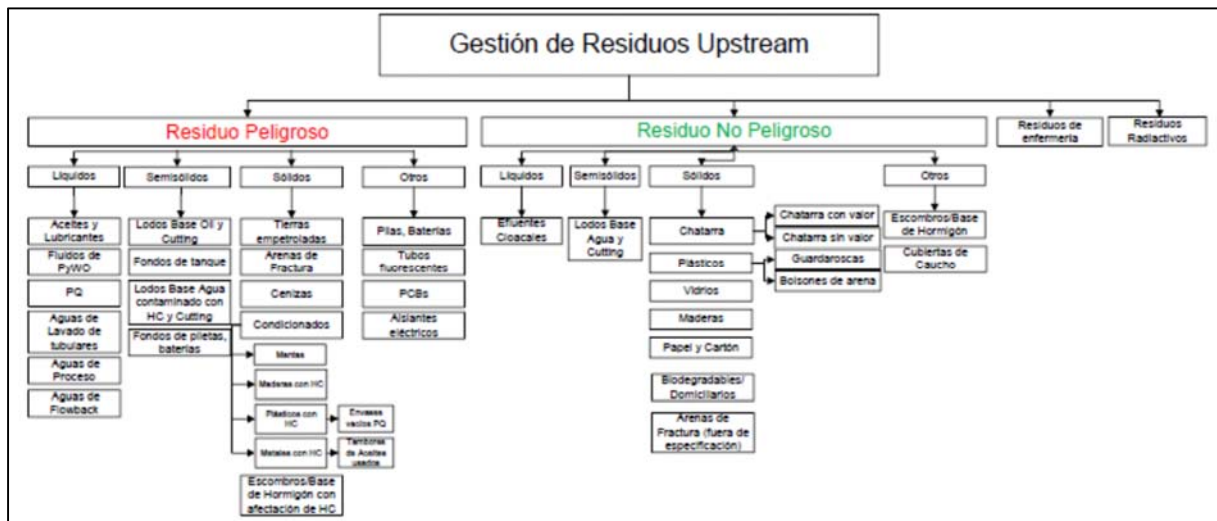 Gestión de Residuos Upstream
Residuo Peligroso
Residuo No Peligroso
Residuos de
enfermería
Residuos
Radiactivos
Líquidos
Semisólidos
Sólidos
Otros
Líquidos
Semisólidos
Sólidos
Otros
Aceites y
Lubricantes
Fluidos de
PyWO
PQ
Aguas de
Lavado de
tubulares
Aguas de
Proceso
Aguas de
Flowback
Lodos Base Oil y
Cutting
Fondos de tanque
Lodos Base Agua
contaminado con
HC y Cutting
Fondos de piletas,
baterías
Tierras
empetroladas
Arenas de
Fractura
Cenizas
Condicionados
Mantas
Maderas con HC
Plásticos con
HC
Envases
vacíos PQ
Metales con HC
Tambores
de Aceites
usados
Escombros/Base
de Hormigón con
afectación de HC
Pilas, Baterías
Tubos
fluorescentes
PCBs
Aislantes
eléctricos
Efluentes
Cloacales
Lodos Base
Agua y
Cutting
Chatarra
Chatarra con valor
Chatarra sin valor
Plásticos
Guardaroscas
Bolsones de arena
Vidrios
Maderas
Papel y Cartón
Biodegradables/
Domiciliarios
Arenas de
Fractura (fuera de
especificación)
Escombros/Base
de Hormigón
Cubiertas de
Caucho